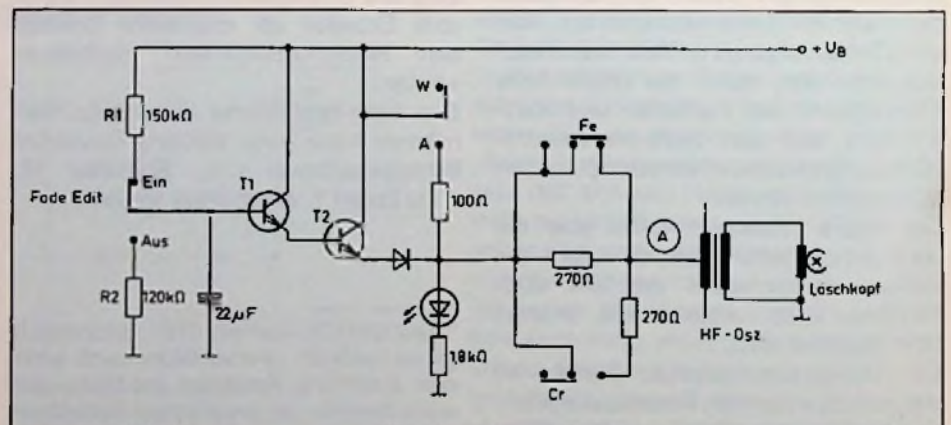 + UB
W
R1
150kΩ
Fe
Ein
A
Fade Edit
T1
T2
100Ω
A
Aus
270Ω
R2
120kΩ
22µF
270Ω
Löschkopf
HF-Osz
1,8kΩ
Cr